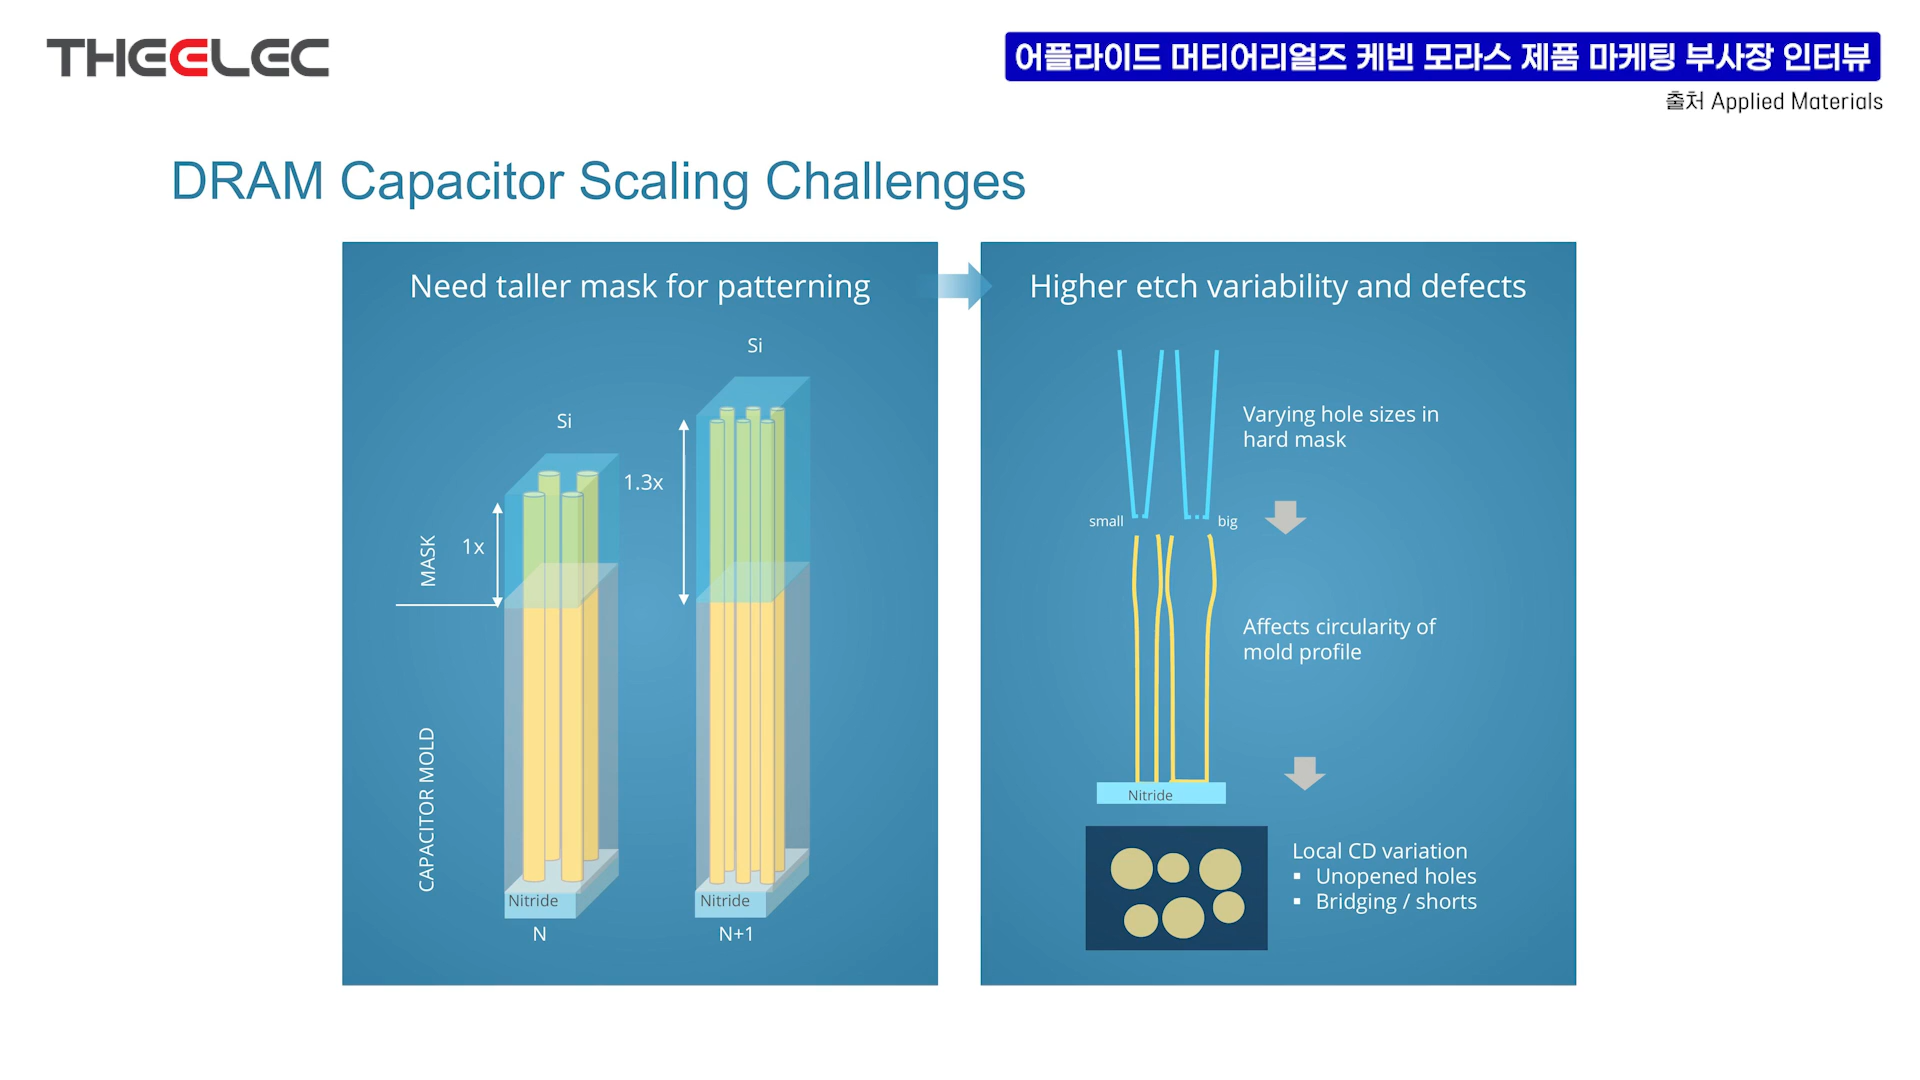 THEELEC
어플라이드 머티어리얼즈 케빈 모라스 제품 마케팅 부사장 인터뷰
출처 Applied Materials
DRAM Capacitor Scaling Challenges
Need taller mask for patterning
Si
Si
1x
1.3x
MASK
CAPACITOR MOLD
Nitride
Nitride
N
N+1
Higher etch variability and defects
Varying hole sizes in
hard mask
small
big
Affects circularity of
mold profile
Nitride
Local CD variation
▪ Unopened holes
▪ Bridging / shorts